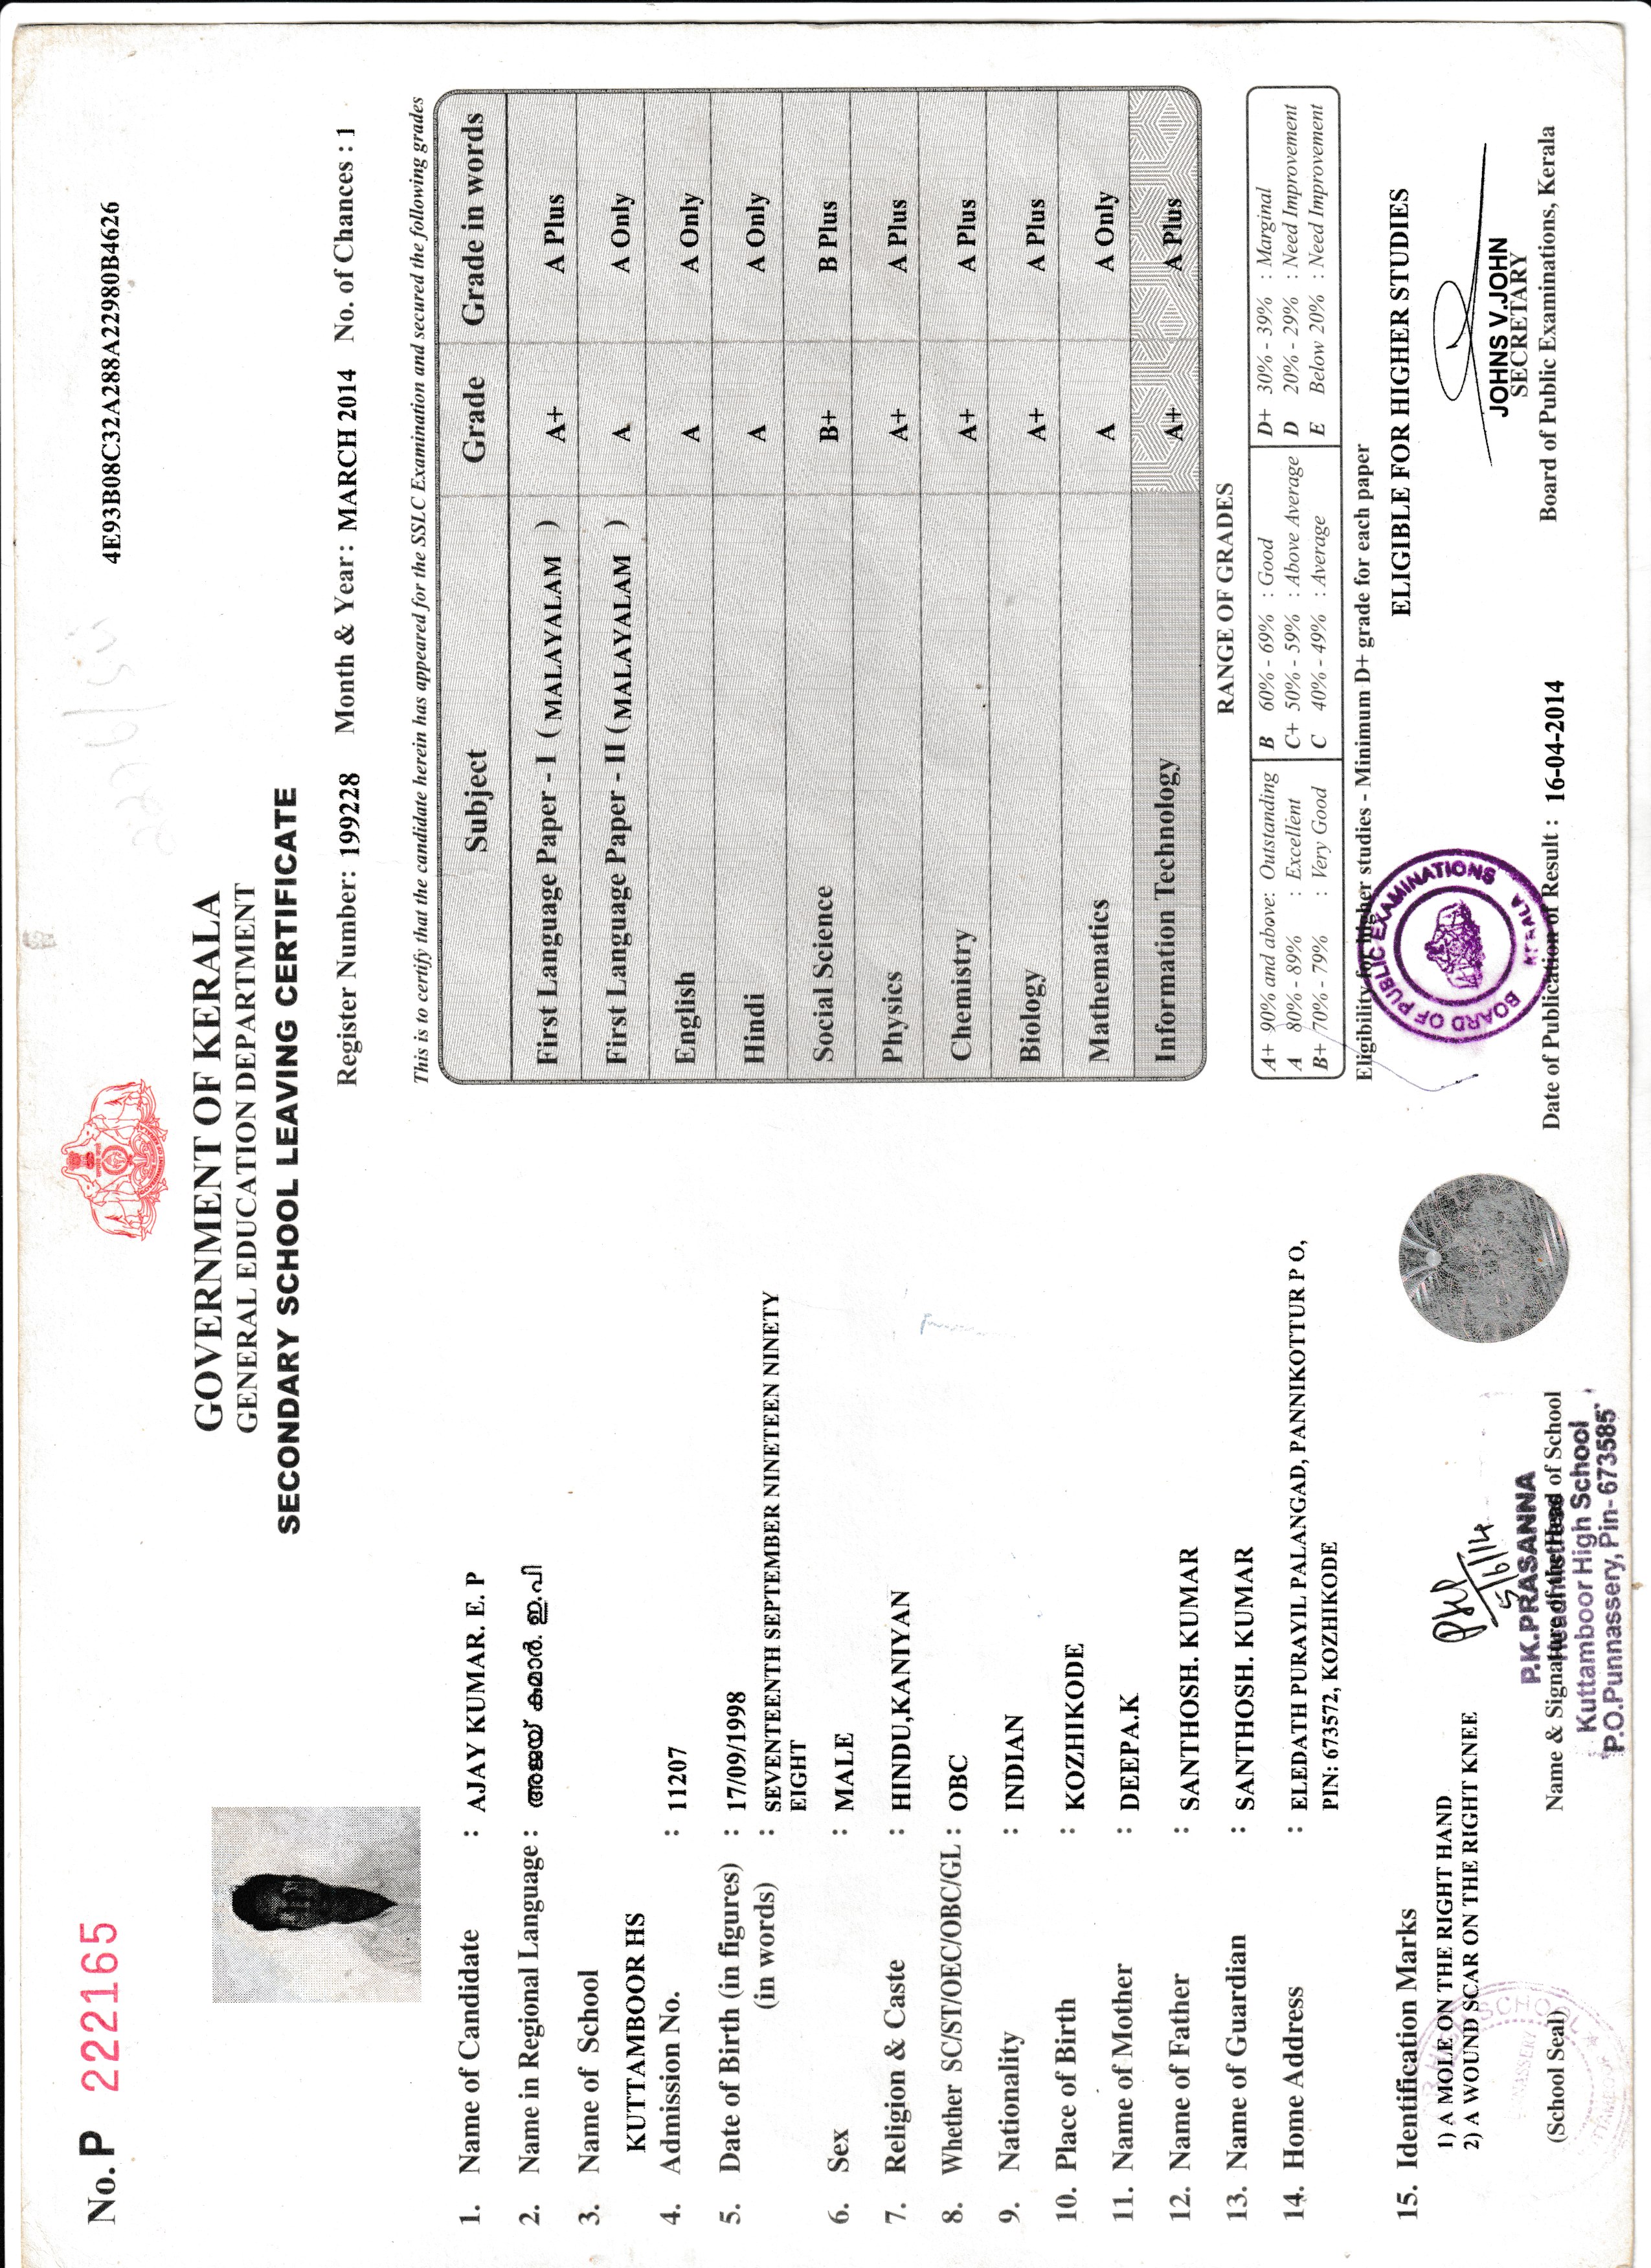 No. P 222165
4E93B08C32A288A22980B4626
GOVERNMENT OF KERALA
GENERAL EDUCATION DEPARTMENT
SECONDARY SCHOOL LEAVING CERTIFICATE
1. Name of Candidate : AJAY KUMAR. E. P
2. Name in Regional Language : അജയ് കുമാർ. ഇ.പി
3. Name of School
KUTTAMBOOR HS
4. Admission No. : 11207
5. Date of Birth (in figures) : 17/09/1998
(in words) : SEVENTEENTH SEPTEMBER NINETEEN NINETY
EIGHT
6. Sex : MALE
7. Religion & Caste : HINDU,KANIYAN
8. Whether SC/ST/OEC/OBC/GL : OBC
9. Nationality : INDIAN
10. Place of Birth : KOZHIKODE
11. Name of Mother : DEEPA.K
12. Name of Father : SANTHOSH. KUMAR
13. Name of Guardian : SANTHOSH. KUMAR
14. Home Address : ELEDATH PURAYIL PALANGAD, PANNIKOTTUR P O,
PIN: 673572, KOZHIKODE
15. Identification Marks
1) A MOLE ON THE RIGHT HAND
2) A WOUND SCAR ON THE RIGHT KNEE
(School Seal)
5/6/14
P.K.PRASANNA
Name & Signature of the Head of School
Headmistress
Kuttamboor High School
P.O.Punnassery, Pin-673585
Register Number: 199228 Month & Year: MARCH 2014 No. of Chances : 1
This is to certify that the candidate herein has appeared for the SSLC Examination and secured the following grades
Subject Grade Grade in words
First Language Paper - I ( MALAYALAM ) A+ A Plus
First Language Paper - II ( MALAYALAM ) A A Only
English A A Only
Hindi A A Only
Social Science B+ B Plus
Physics A+ A Plus
Chemistry A+ A Plus
Biology A+ A Plus
Mathematics A A Only
Information Technology A+ A Plus
RANGE OF GRADES
A+ 90% and above: Outstanding B 60% - 69% : Good D+ 30% - 39% : Marginal
A 80% - 89% : Excellent C+ 50% - 59% : Above Average D 20% - 29% : Need Improvement
B+ 70% - 79% : Very Good C 40% - 49% : Average E Below 20% : Need Improvement
Eligibility for higher studies - Minimum D+ grade for each paper
ELIGIBLE FOR HIGHER STUDIES
BOARD OF PUBLIC EXAMINATIONS
KERALA
JOHNS V.JOHN
SECRETARY
Date of Publication of Result : 16-04-2014 Board of Public Examinations, Kerala